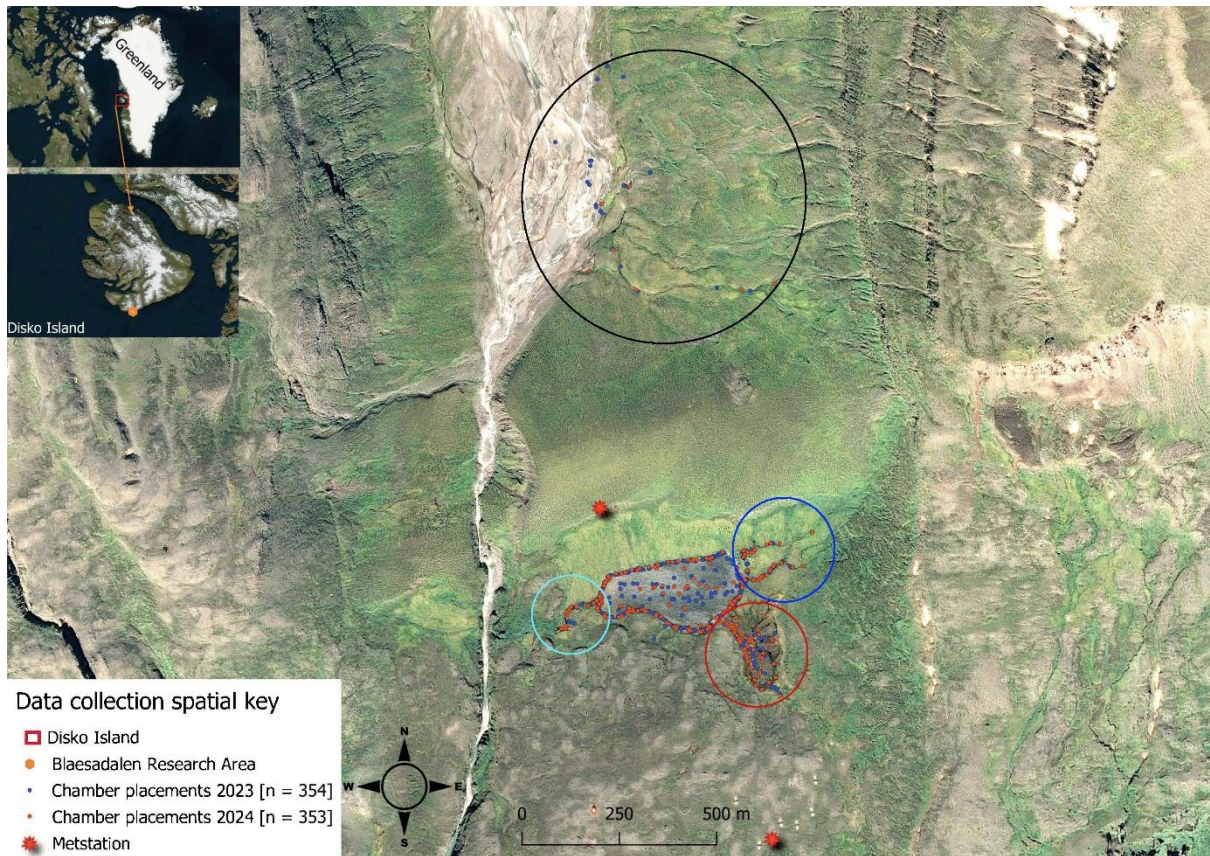 Greenland
Disko Island
Data collection spatial key
Disko Island
Blaesadalen Research Area
Chamber placements 2023 [n = 354]
Chamber placements 2024 [n = 353]
Metstation
N
W E
S
0 250 500 m